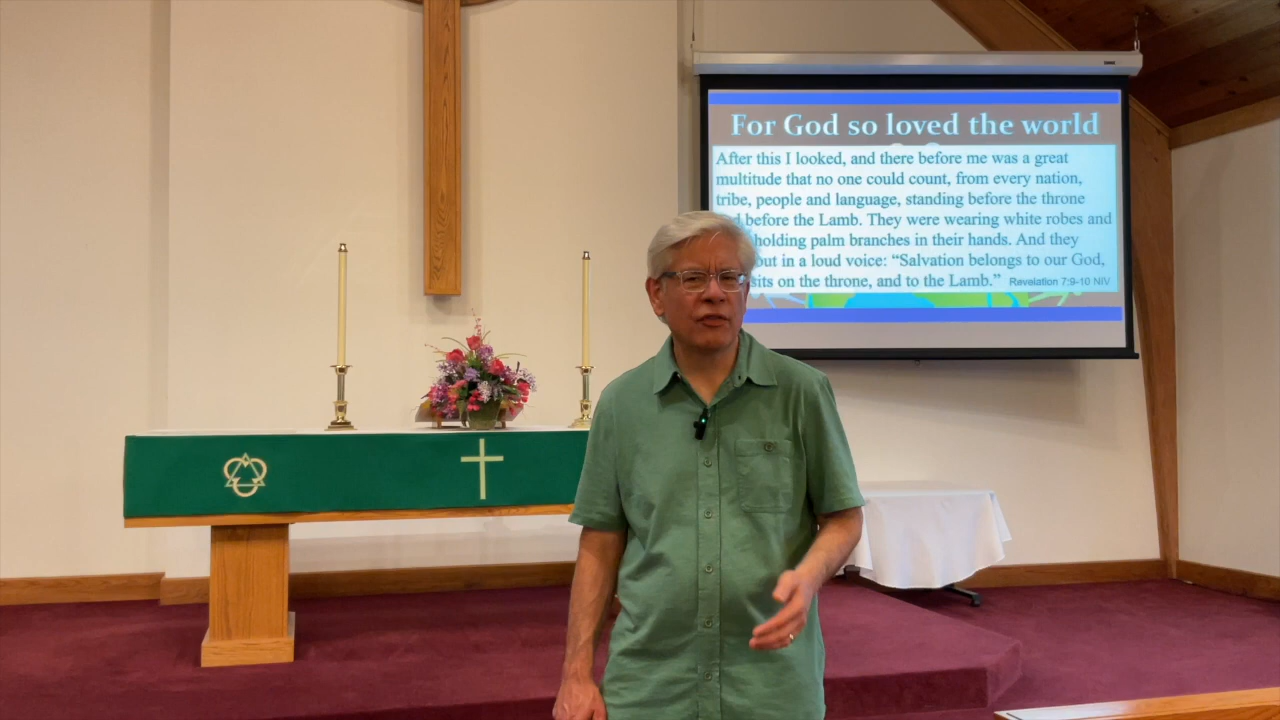 For God so loved the world
After this I looked, and there before me was a great
multitude that no one could count, from every nation,
tribe, people and language, standing before the throne
before the Lamb. They were wearing white robes and
holding palm branches in their hands. And they
out in a loud voice: “Salvation belongs to our God,
sits on the throne, and to the Lamb.” Revelation 7:9-10 NIV